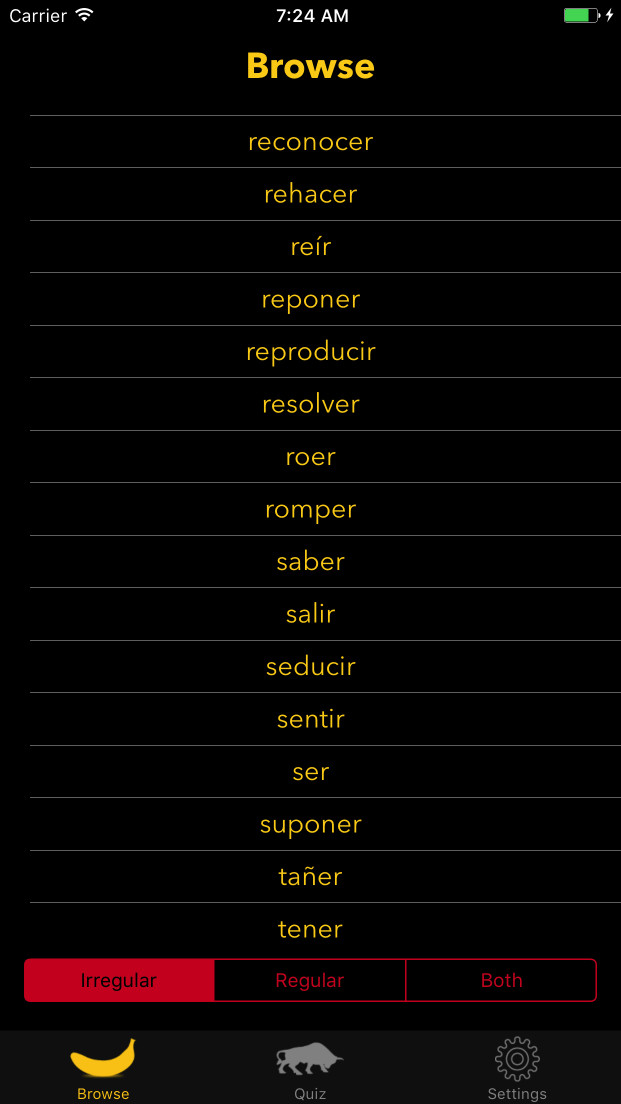 Carrier 7:24 AM
Browse
reconocer
rehacer
reír
reponer
reproducir
resolver
roer
romper
saber
salir
seducir
sentir
ser
suponer
tañer
tener
Irregular Regular Both
Browse Quiz Settings